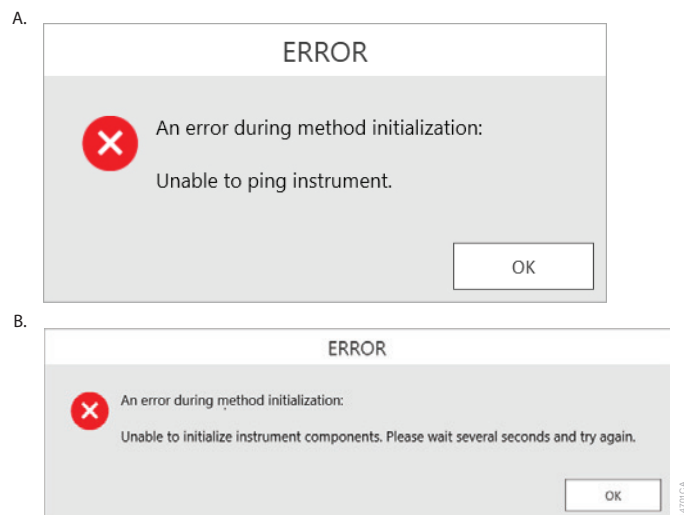 A.
ERROR
An error during method initialization:
Unable to ping instrument.
OK
B.
ERROR
An error during method initialization:
Unable to initialize instrument components. Please wait several seconds and try again.
OK